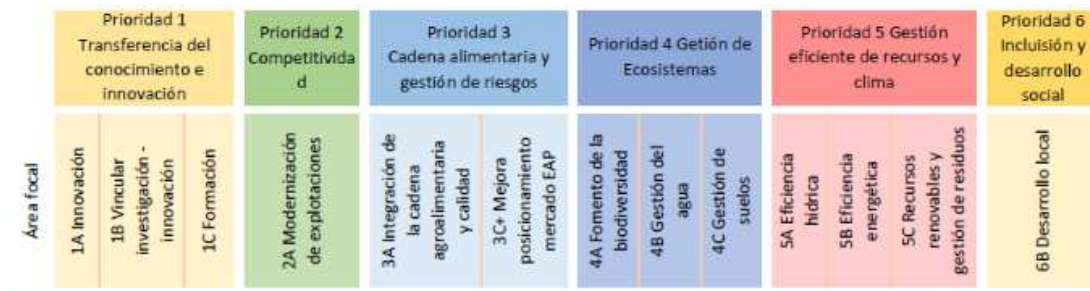 Prioridad 1
Transferencia del
conocimiento e
innovación
Prioridad 2
Competitivida
d
Prioridad 3
Cadena alimentaria y
gestión de riesgos
Prioridad 4 Getión de
Ecosistemas
Prioridad 5 Gestión
eficiente de recursos y
clima
Prioridad 6
Incluisión y
desarrollo
social
Área focal
1A Innovación
1B Vincular
investigación -
innovación
1C Formación
2A Modernización
de explotaciones
3A Integración de
la cadena
agroalimentaria
y calidad
3C+ Mejora
posicionamiento
mercado EAP
4A Fomento de la
biodiversidad
4B Gestión del
agua
4C Gestión de
suelos
5A Eficiencia
hídrica
5B Eficiencia
energética
5C Recursos
renovables y
gestión de residuos
6B Desarrollo local